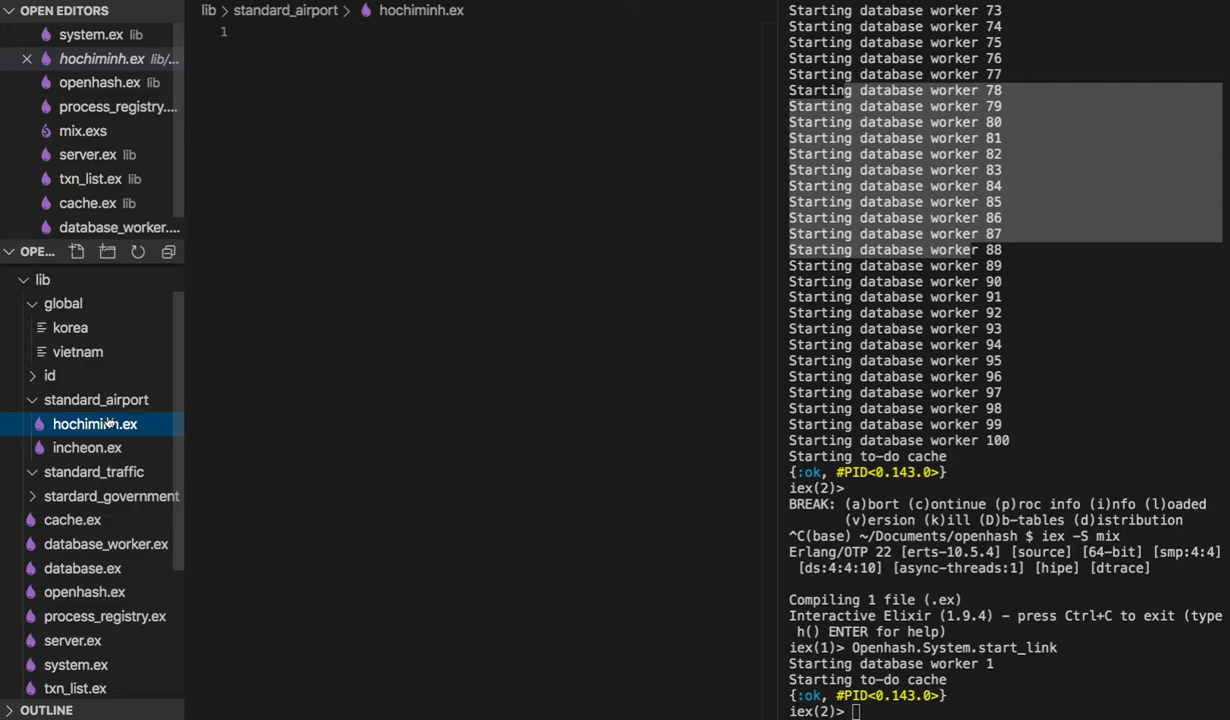 OPEN EDITORS
system.ex lib
hochiminh.ex lib/...
openhash.ex lib
process_registry....
mix.exs
server.ex lib
txn_list.ex lib
cache.ex lib
database_worker....
OPE...
lib
global
korea
vietnam
id
standard_airport
hochiminh.ex
incheon.ex
standard_traffic
stardard_government
cache.ex
database_worker.ex
database.ex
openhash.ex
process_registry.ex
server.ex
system.ex
txn_list.ex
OUTLINE
lib > standard_airport > hochiminh.ex
1
Starting database worker 73
Starting database worker 74
Starting database worker 75
Starting database worker 76
Starting database worker 77
Starting database worker 78
Starting database worker 79
Starting database worker 80
Starting database worker 81
Starting database worker 82
Starting database worker 83
Starting database worker 84
Starting database worker 85
Starting database worker 86
Starting database worker 87
Starting database worker 88
Starting database worker 89
Starting database worker 90
Starting database worker 91
Starting database worker 92
Starting database worker 93
Starting database worker 94
Starting database worker 95
Starting database worker 96
Starting database worker 97
Starting database worker 98
Starting database worker 99
Starting database worker 100
Starting to-do cache
{:ok, #PID<0.143.0>}
iex(2)>
BREAK: (a)bort (c)ontinue (p)roc info (i)nfo (l)oaded
(v)ersion (k)ill (D)b-tables (d)istribution
^C(base) ~/Documents/openhash $ iex -S mix
Erlang/OTP 22 [erts-10.5.4] [source] [64-bit] [smp:4:4]
[ds:4:4:10] [async-threads:1] [hipe] [dtrace]
Compiling 1 file (.ex)
Interactive Elixir (1.9.4) - press Ctrl+C to exit (type
h() ENTER for help)
iex(1)> Openhash.System.start_link
Starting database worker 1
Starting to-do cache
{:ok, #PID<0.143.0>}
iex(2)>